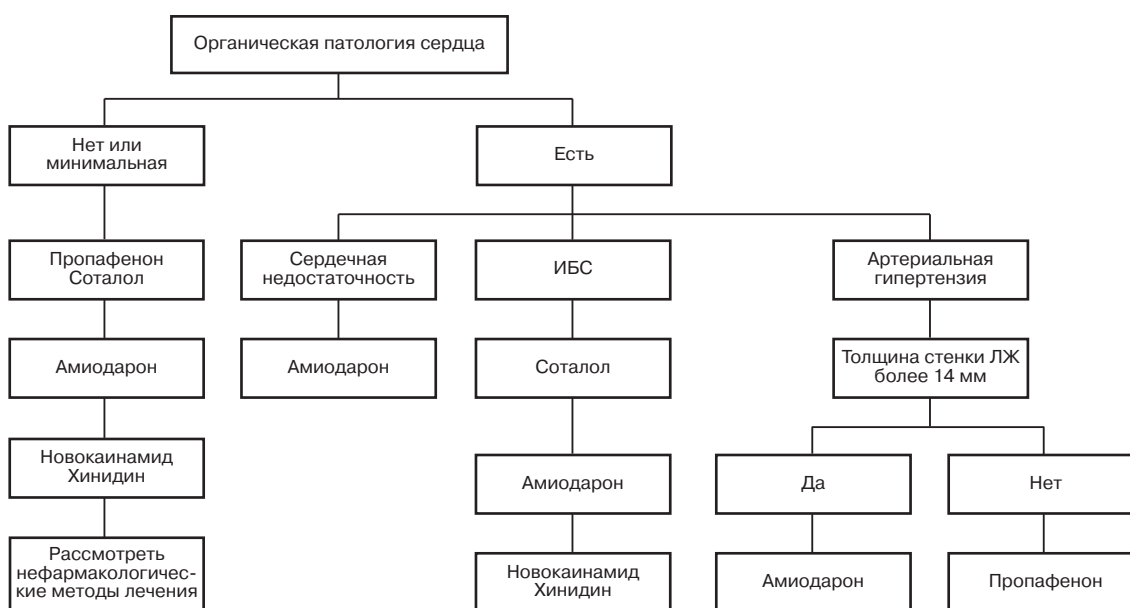 Органическая патология сердца
Нет или
минимальная
Есть
Пропафенон
Соталол
Сердечная
недостаточность
ИБС
Артериальная
гипертензия
Амиодарон
Амиодарон
Соталол
Толщина стенки ЛЖ
более 14 мм
Новокаинамид
Хинидин
Амиодарон
Да
Нет
Рассмотреть
нефармакологичес-
кие методы лечения
Новокаинамид
Хинидин
Амиодарон
Пропафенон